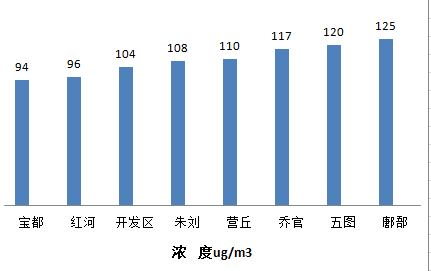 94 96 104 108 110 117 120 125
宝都 红河 开发区 朱刘 营丘 乔官 五图 鄌郚
浓 度ug/m3